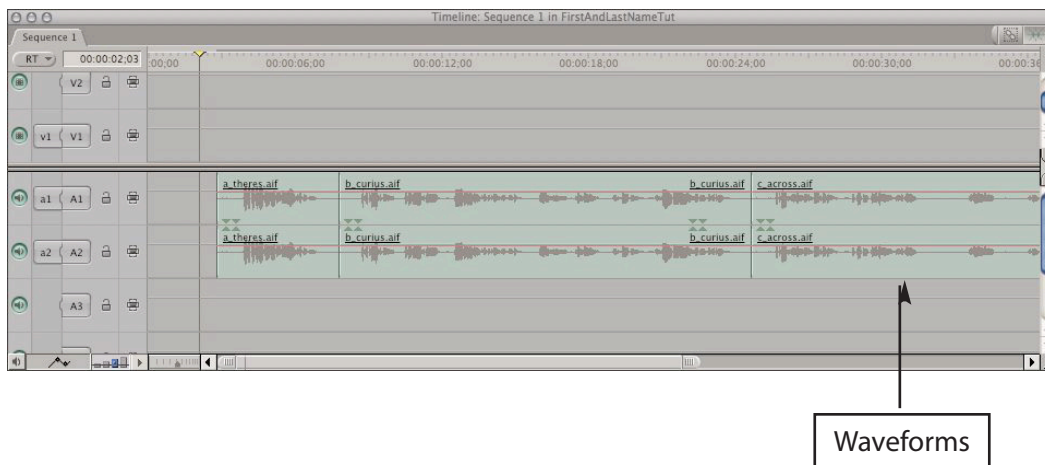 Timeline: Sequence 1 in FirstAndLastNameTut
Sequence 1
RT 00:00:02;03 00;00 00:00:06;00 00:00:12;00 00:00:18;00 00:00:24;00 00:00:30;00 00:00:36
V2
v1 V1
a_theres.aif b_curius.aif b_curius.aif c_across.aif
a1 A1
a_theres.aif b_curius.aif b_curius.aif c_across.aif
a2 A2
A3
Waveforms